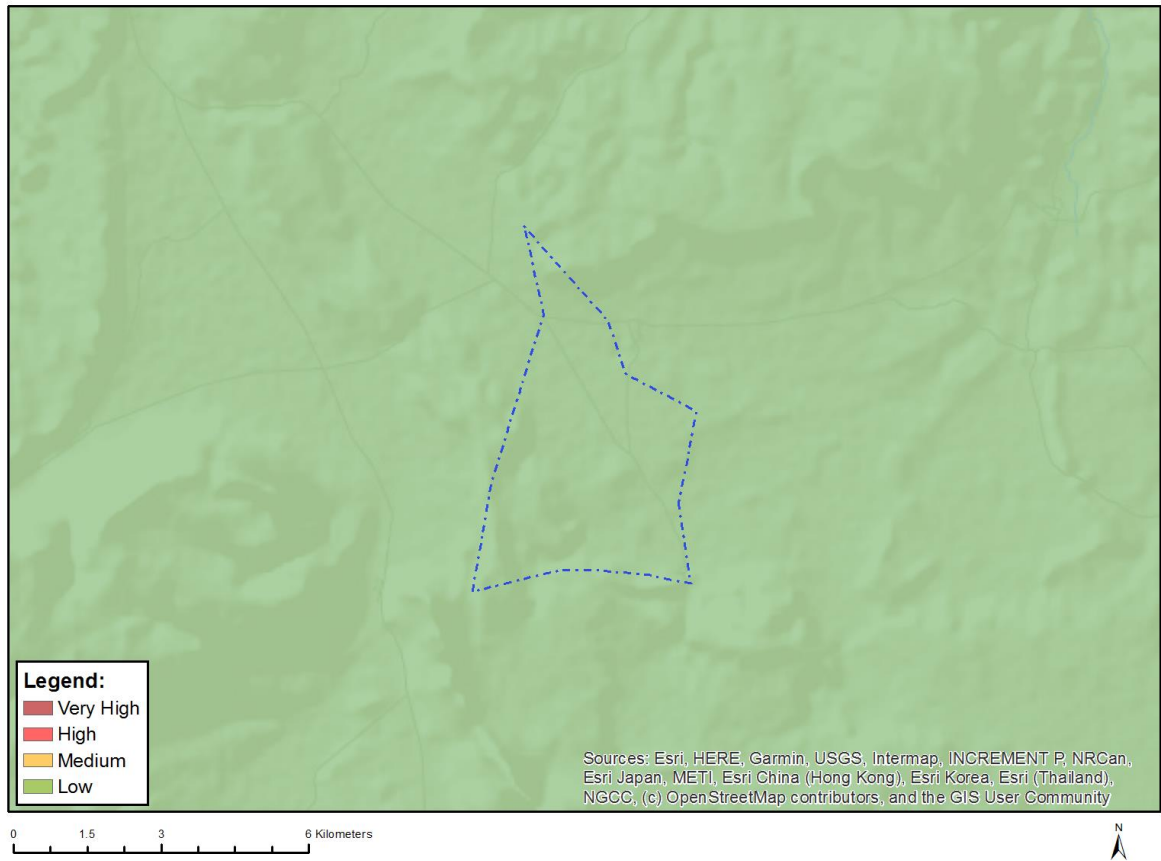 Legend:
Very High
High
Medium
Low
Sources: Esri, HERE, Garmin, USGS, Intermap, INCREMENT P, NRCan,
Esri Japan, METI, Esri China (Hong Kong), Esri Korea, Esri (Thailand),
NGCC, (c) OpenStreetMap contributors, and the GIS User Community
0 1.5 3 6 Kilometers
N